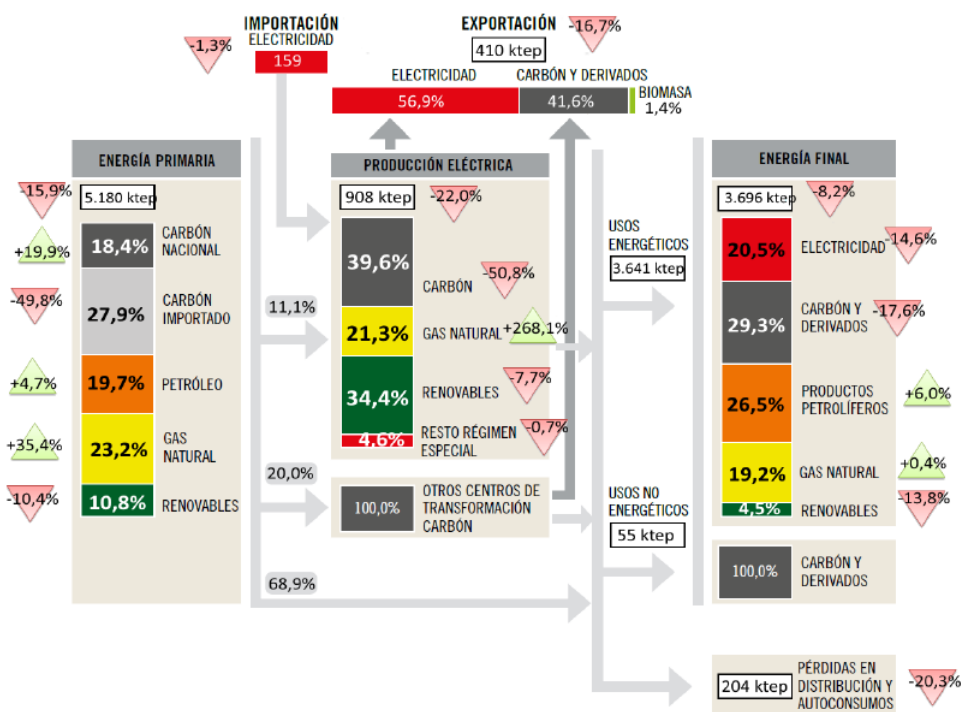 IMPORTACIÓN
ELECTRICIDAD
-1,3%
159
EXPORTACIÓN
-16,7%
410 ktep
ELECTRICIDAD
CARBÓN Y DERIVADOS
56,9%
41,6%
BIOMASA
1,4%
ENERGÍA PRIMARIA
-15,9%
5.180 ktep
+19,9%
18,4%
CARBÓN
NACIONAL
-49,8%
27,9%
CARBÓN
IMPORTADO
+4,7%
19,7%
PETRÓLEO
+35,4%
23,2%
GAS
NATURAL
-10,4%
10,8%
RENOVABLES
11,1%
20,0%
68,9%
PRODUCCIÓN ELÉCTRICA
908 ktep
-22,0%
39,6%
CARBÓN
-50,8%
21,3%
GAS NATURAL
+268,1%
34,4%
RENOVABLES
-7,7%
4,6%
RESTO RÉGIMEN
ESPECIAL
-0,7%
100,0%
OTROS CENTROS DE
TRANSFORMACIÓN
CARBÓN
USOS
ENERGÉTICOS
3.641 ktep
USOS NO
ENERGÉTICOS
55 ktep
ENERGÍA FINAL
3.696 ktep
-8,2%
20,5%
ELECTRICIDAD
-14,6%
29,3%
CARBÓN Y
DERIVADOS
-17,6%
26,5%
PRODUCTOS
PETROLÍFEROS
+6,0%
19,2%
GAS NATURAL
+0,4%
4,5%
RENOVABLES
-13,8%
100,0%
CARBÓN Y
DERIVADOS
204 ktep
PÉRDIDAS EN
DISTRIBUCIÓN Y
AUTOCONSUMOS
-20,3%